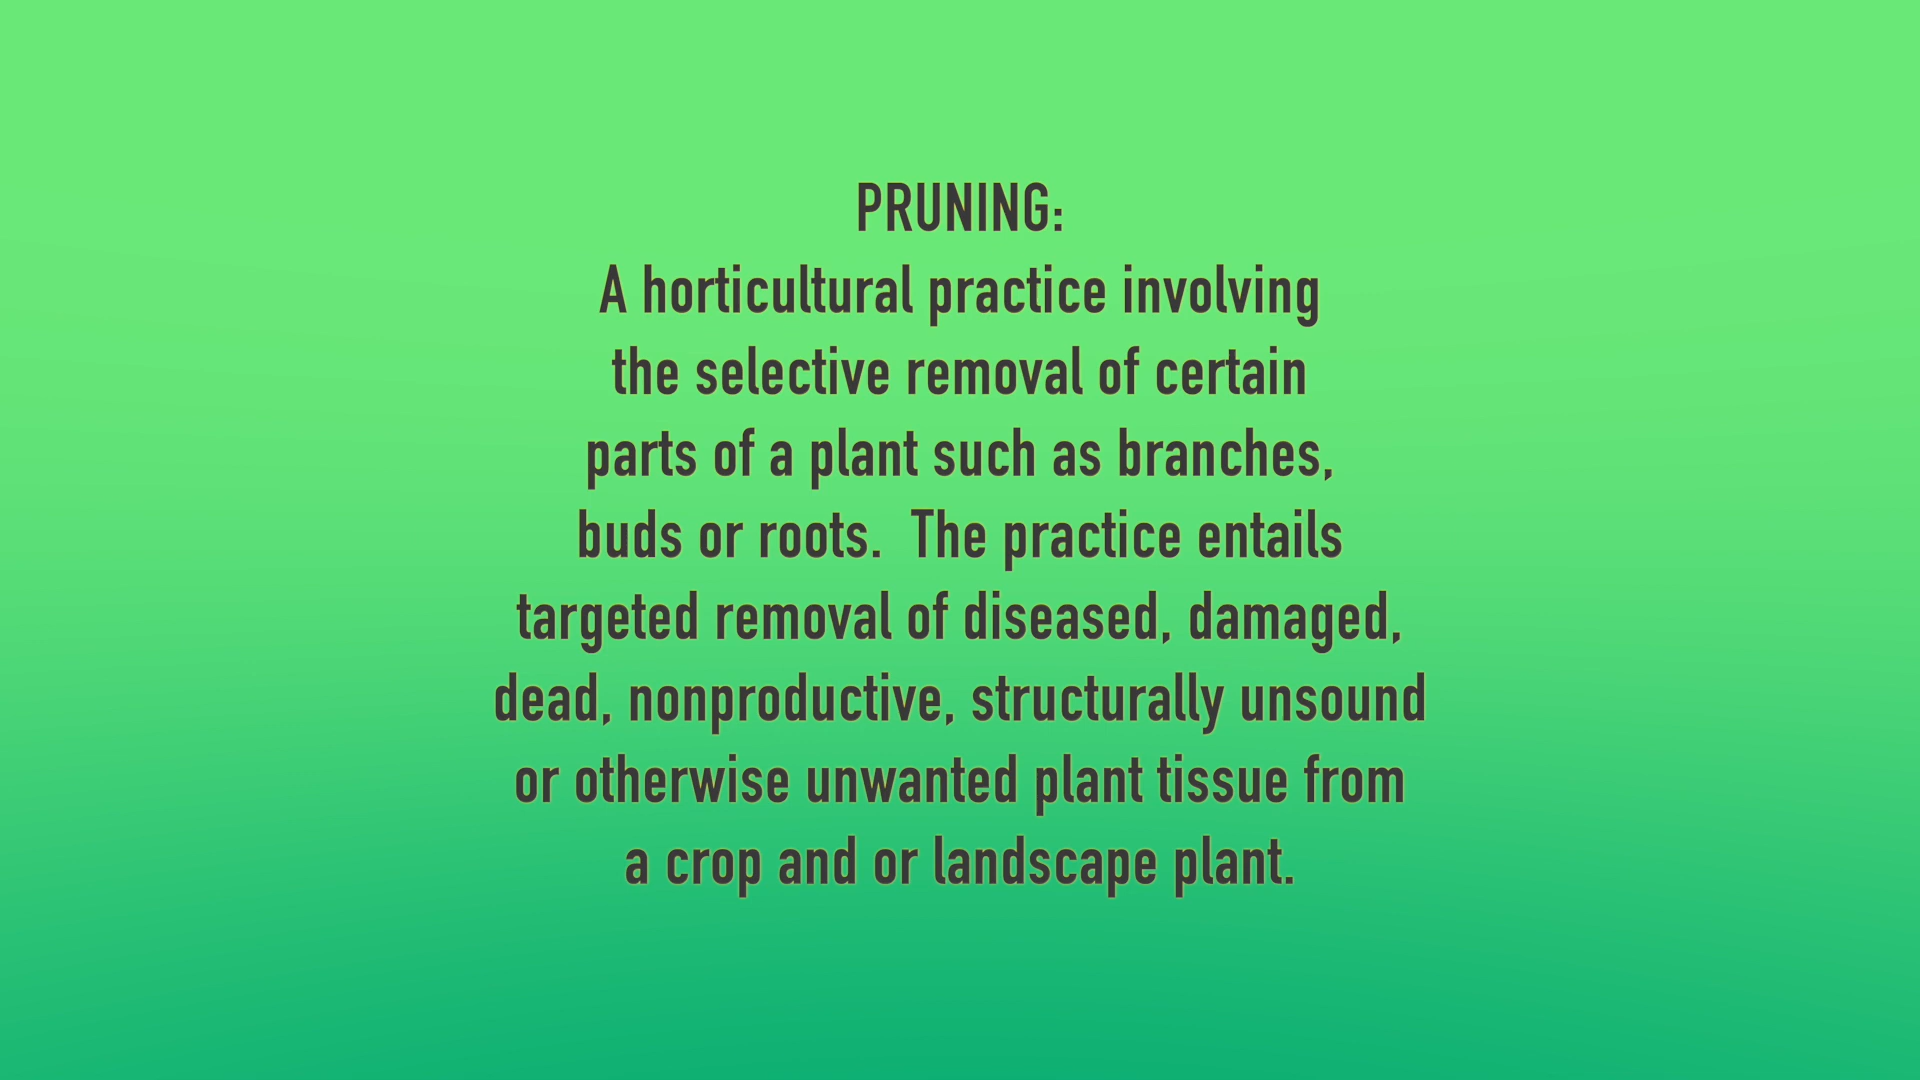 PRUNING:
A horticultural practice involving
the selective removal of certain
parts of a plant such as branches,
buds or roots.  The practice entails
targeted removal of diseased, damaged,
dead, nonproductive, structurally unsound
or otherwise unwanted plant tissue from
a crop and or landscape plant.